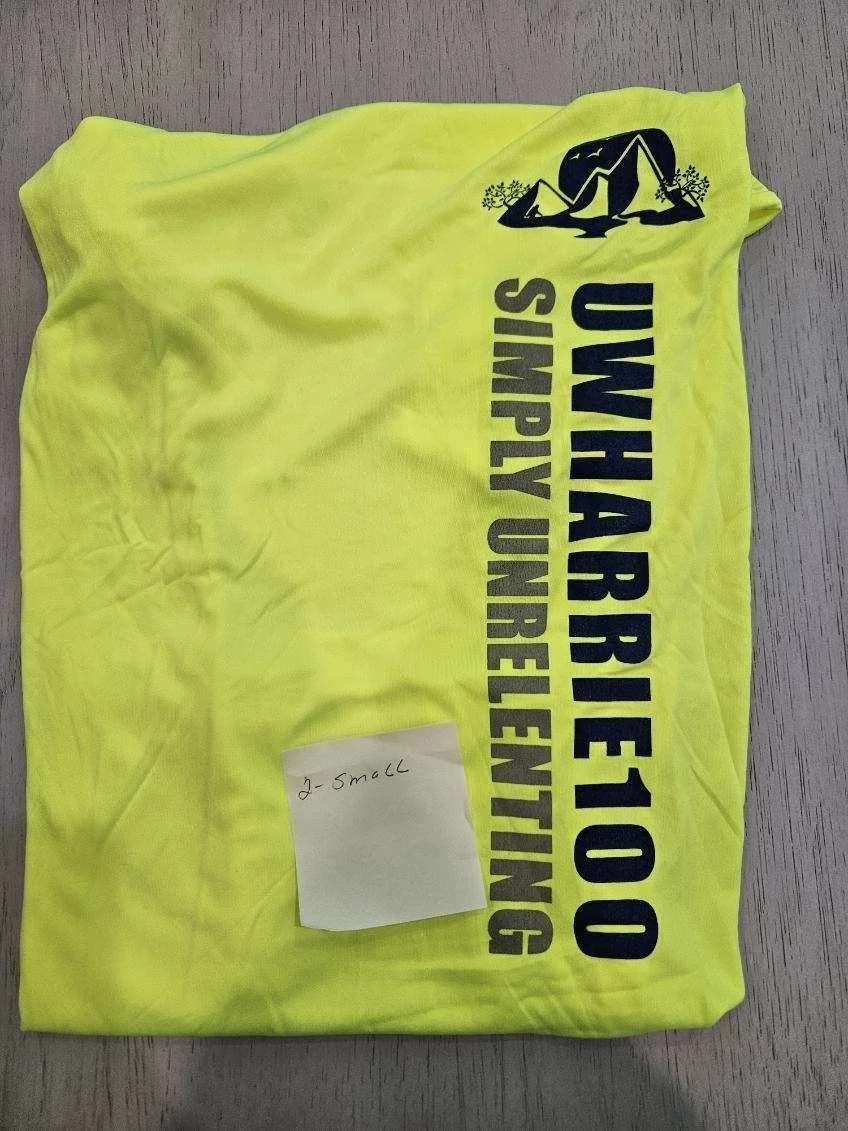 UWHARRIE100
SIMPLY UNRELENTING
2- Small